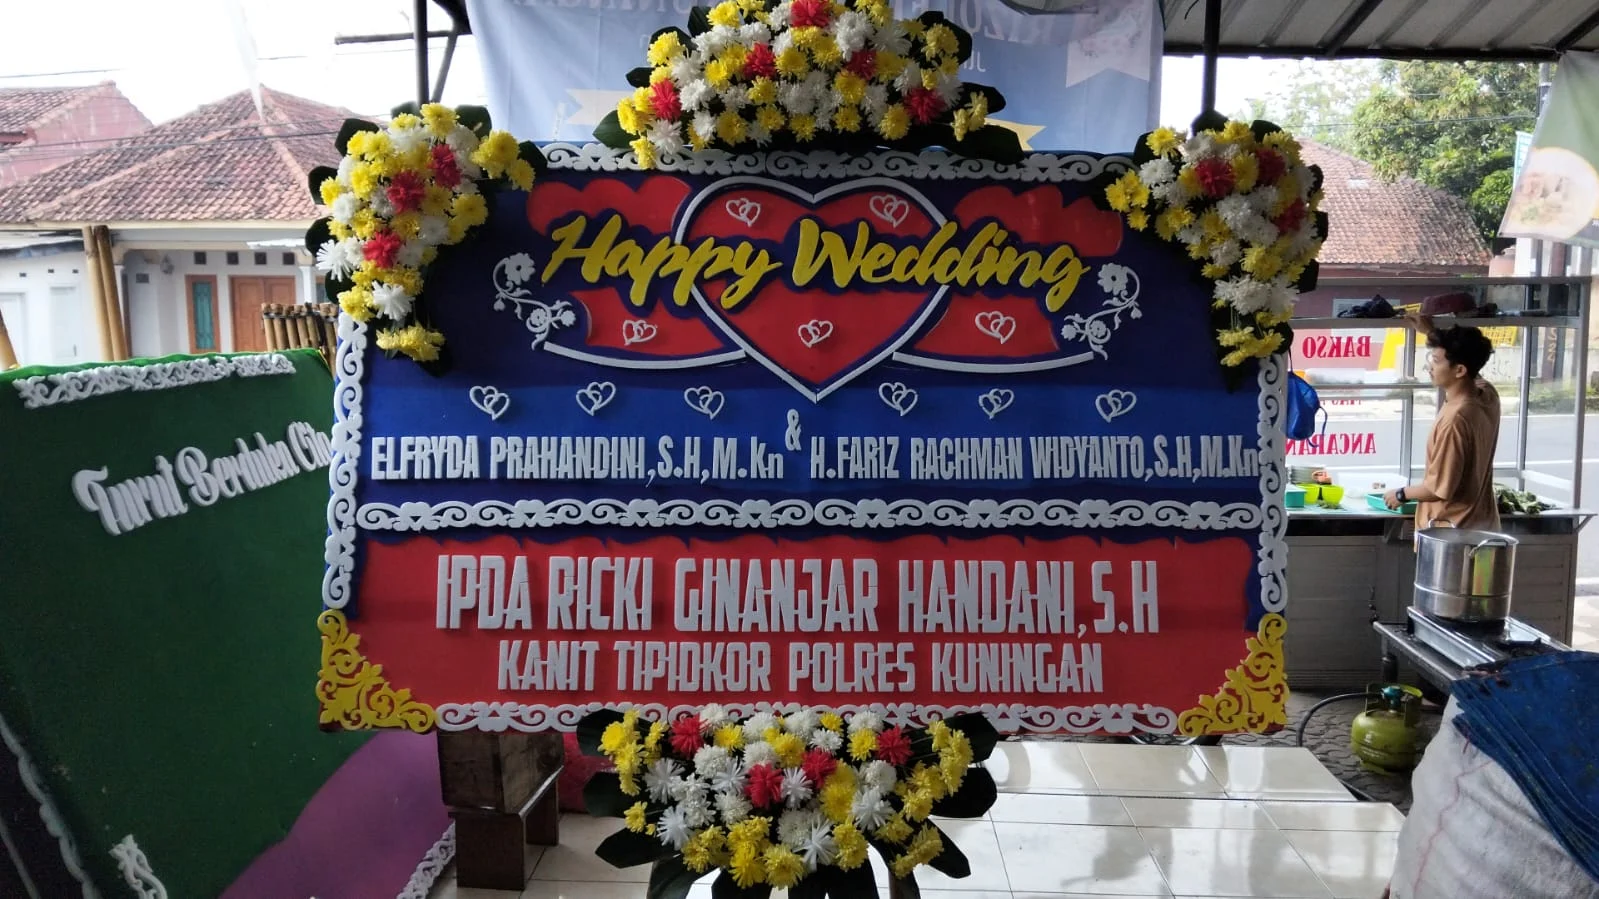 Happy Wedding
ELFRYDA PRAHANDINI,S.H,M.Kn & H.FARIZ RACHMAN WIDYANTO,S.H,M.Kn
IPDA RICKI GINANJAR HANDANI,S.H
KANIT TIPIDKOR POLRES KUNINGAN
Turut Berduka
BAKSO